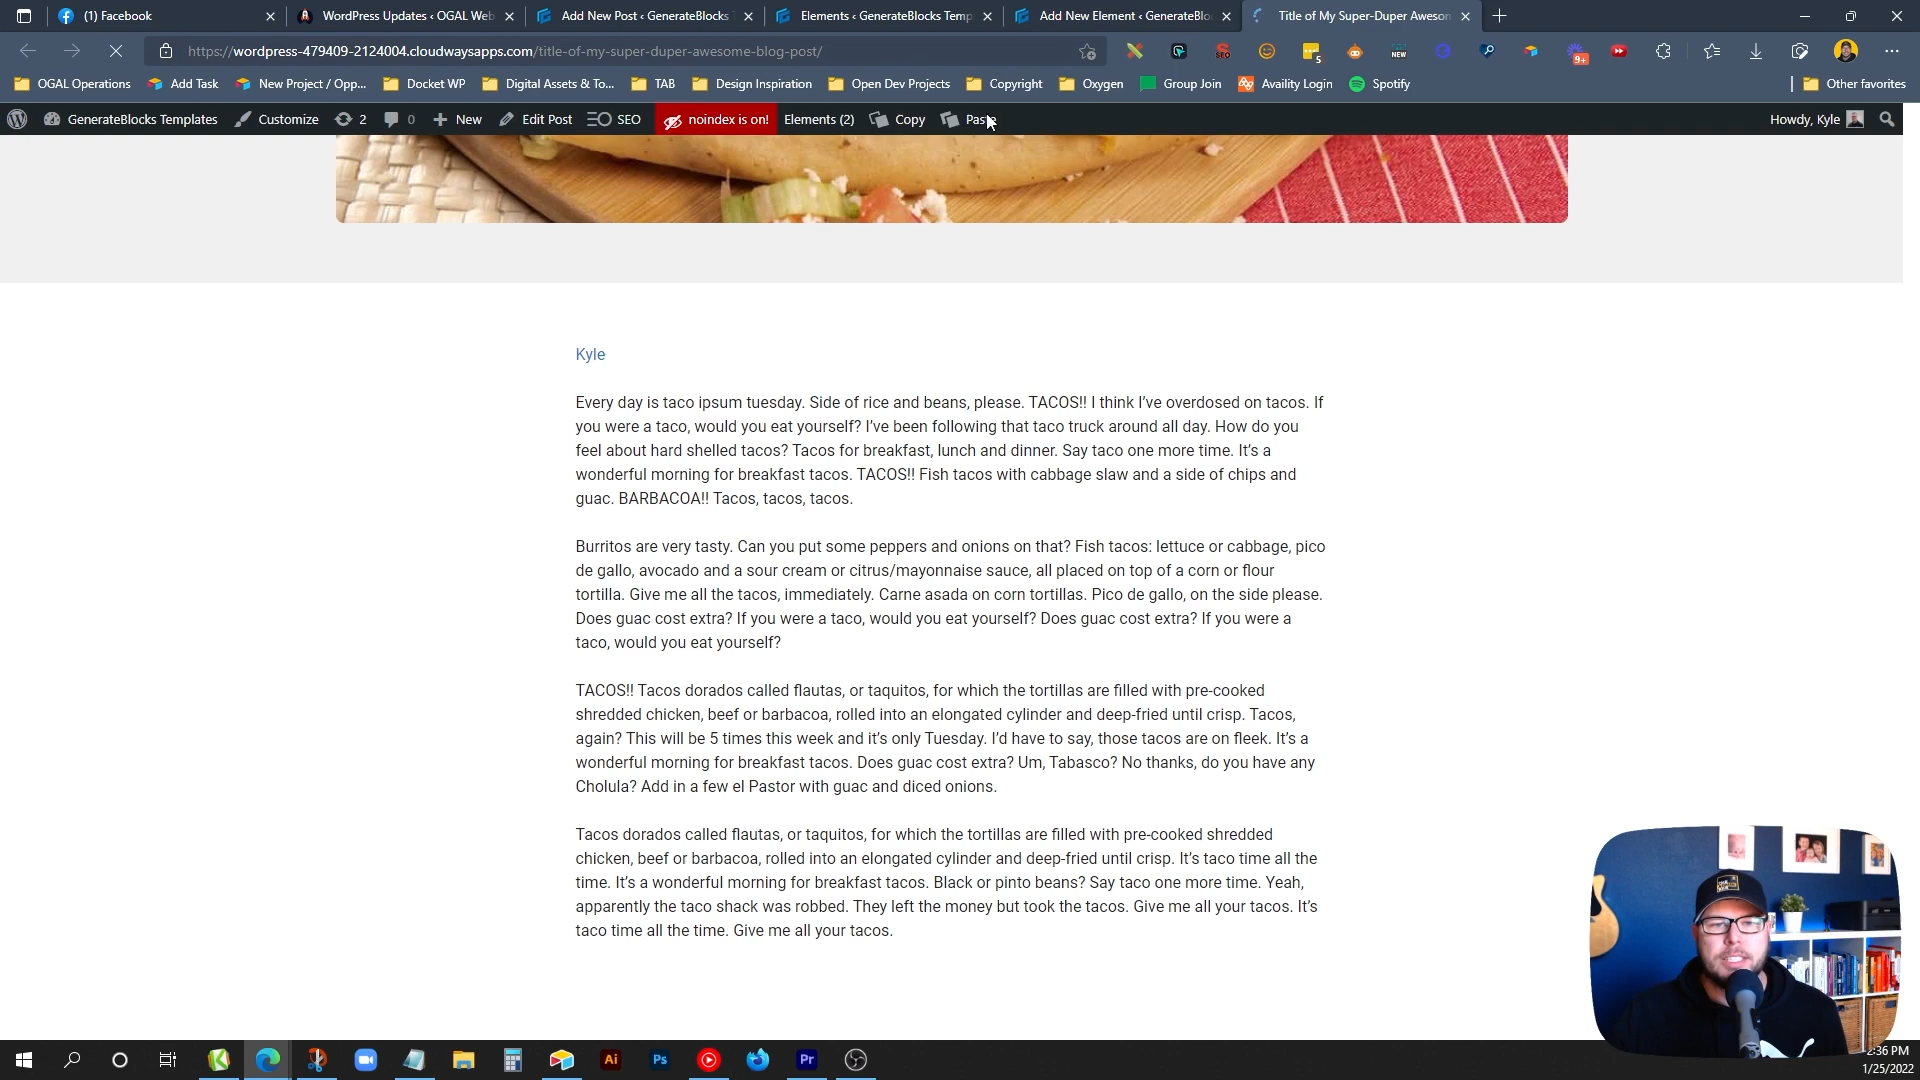 (1) Facebook
WordPress Updates ‹ OGAL Web
Add New Post ‹ GenerateBlocks T
Elements ‹ GenerateBlocks Temp
Add New Element ‹ GenerateBlo
Title of My Super-Duper Aweson
https://wordpress-479409-2124004.cloudwaysapps.com/title-of-my-super-duper-awesome-blog-post/
SEO
5
NEW
9+
OGAL Operations
Add Task
New Project / Opp...
Docket WP
Digital Assets & To...
TAB
Design Inspiration
Open Dev Projects
Copyright
Oxygen
Group Join
Availity Login
Spotify
Other favorites
GenerateBlocks Templates
Customize
2
0
New
Edit Post
SEO
noindex is on!
Elements (2)
Copy
Paste
Howdy, Kyle
Kyle
Every day is taco ipsum tuesday. Side of rice and beans, please. TACOS!! I think I’ve overdosed on tacos. If
you were a taco, would you eat yourself? I’ve been following that taco truck around all day. How do you
feel about hard shelled tacos? Tacos for breakfast, lunch and dinner. Say taco one more time. It’s a
wonderful morning for breakfast tacos. TACOS!! Fish tacos with cabbage slaw and a side of chips and
guac. BARBACOA!! Tacos, tacos, tacos.
Burritos are very tasty. Can you put some peppers and onions on that? Fish tacos: lettuce or cabbage, pico
de gallo, avocado and a sour cream or citrus/mayonnaise sauce, all placed on top of a corn or flour
tortilla. Give me all the tacos, immediately. Carne asada on corn tortillas. Pico de gallo, on the side please.
Does guac cost extra? If you were a taco, would you eat yourself? Does guac cost extra? If you were a
taco, would you eat yourself?
TACOS!! Tacos dorados called flautas, or taquitos, for which the tortillas are filled with pre-cooked
shredded chicken, beef or barbacoa, rolled into an elongated cylinder and deep-fried until crisp. Tacos,
again? This will be 5 times this week and it’s only Tuesday. I’d have to say, those tacos are on fleek. It’s a
wonderful morning for breakfast tacos. Does guac cost extra? Um, Tabasco? No thanks, do you have any
Cholula? Add in a few el Pastor with guac and diced onions.
Tacos dorados called flautas, or taquitos, for which the tortillas are filled with pre-cooked shredded
chicken, beef or barbacoa, rolled into an elongated cylinder and deep-fried until crisp. It’s taco time all the
time. It’s a wonderful morning for breakfast tacos. Black or pinto beans? Say taco one more time. Yeah,
apparently the taco shack was robbed. They left the money but took the tacos. Give me all your tacos. It’s
taco time all the time. Give me all your tacos.
Ai
Ps
Pr
2:36 PM
1/25/2022